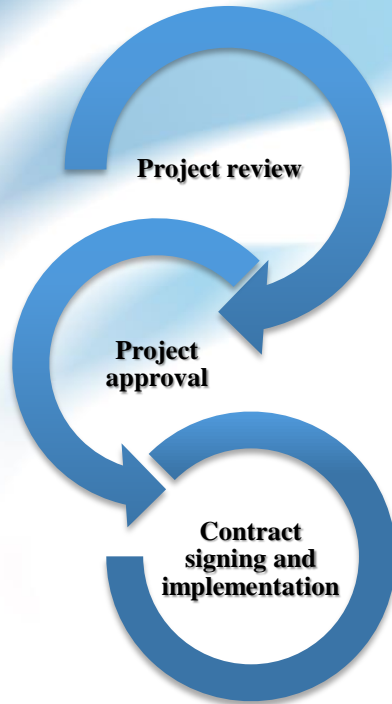 Project review
Project
approval
Contract
signing and
implementation